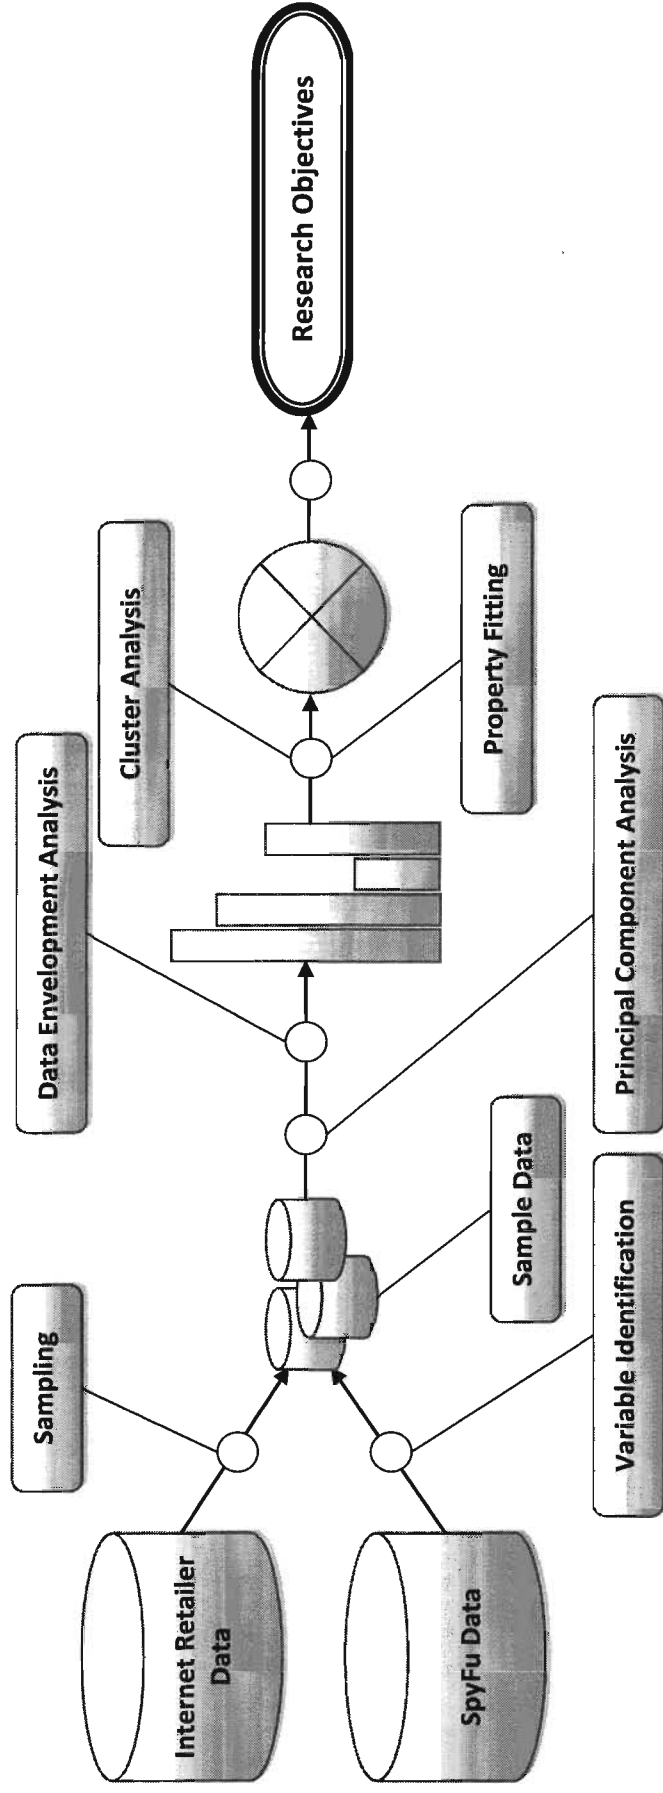 Internet Retailer
Data
SpyFu Data
Sampling
Variable Identification
Sample Data
Principal Component Analysis
Data Envelopment Analysis
Cluster Analysis
Property Fitting
Research Objectives